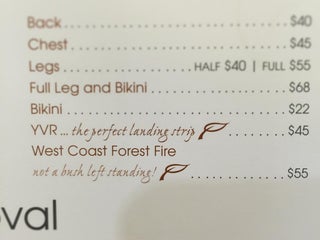 Back .................... $40
Chest .................... $45
Legs .................... HALF $40 | FULL $55
Full Leg and Bikini .................... $68
Bikini .................... $22
YVR ... the perfect landing strip .......... $45
West Coast Forest Fire
not a bush left standing! .............. $55
oval